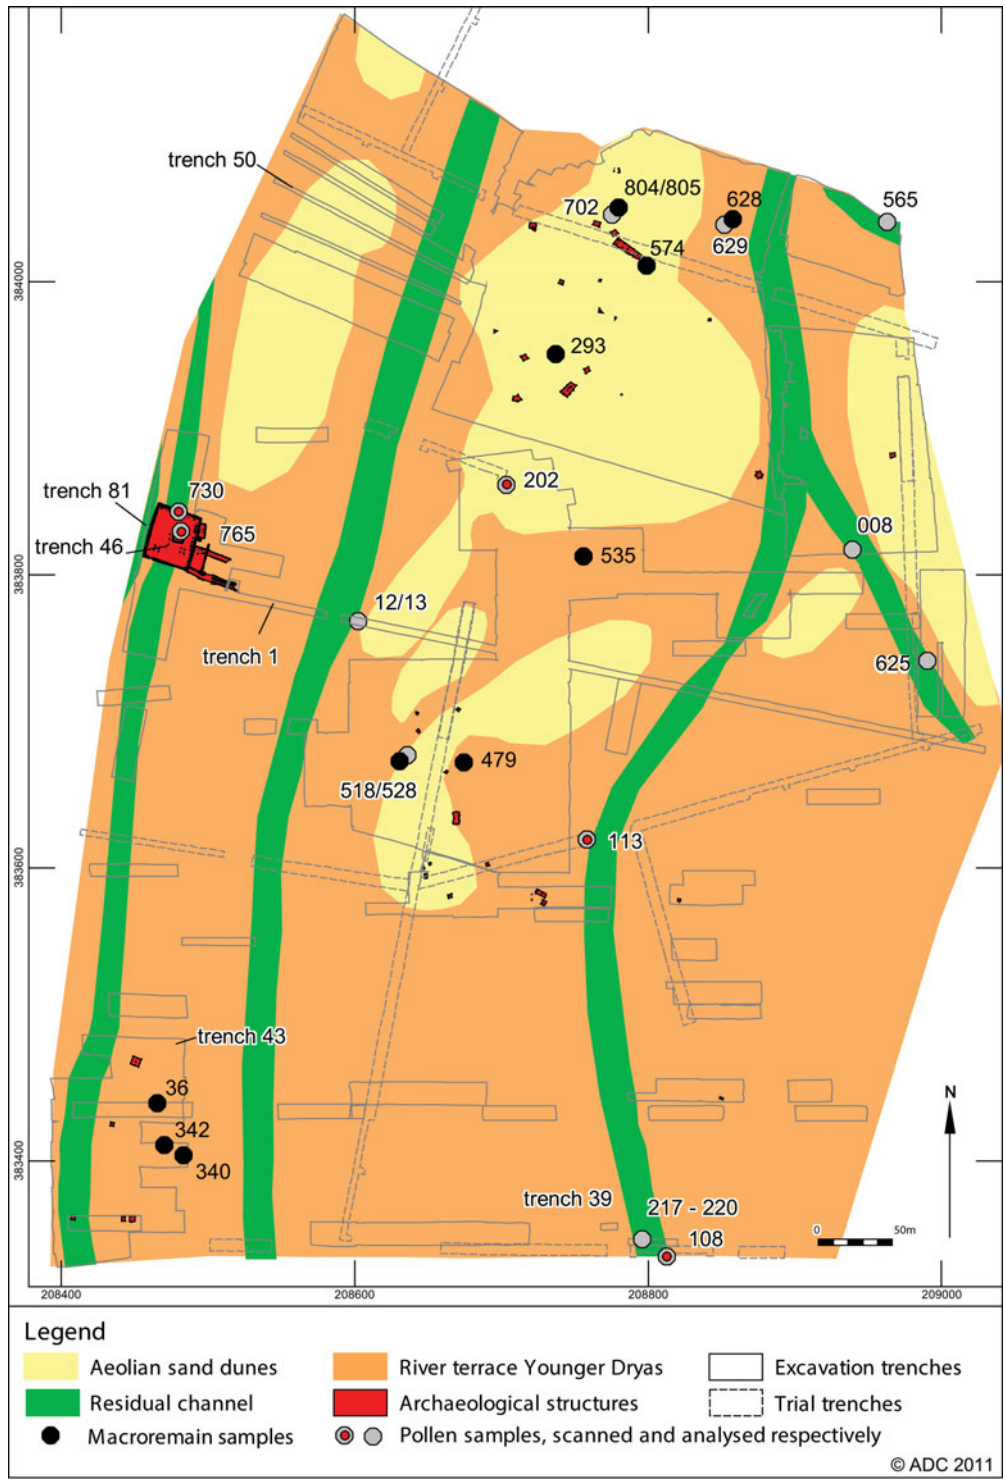 trench 50
804/805
702
628
629
565
574
384000
293
202
trench 81
730
765
trench 46
008
535
383800
12/13
trench 1
625
479
518/528
113
383600
trench 43
36
342
340
N
383400
trench 39
217 - 220
108
0 50m
208400 208600 208800 209000
Legend
Aeolian sand dunes River terrace Younger Dryas Excavation trenches
Residual channel Archaeological structures Trial trenches
Macroremain samples Pollen samples, scanned and analysed respectively
© ADC 2011